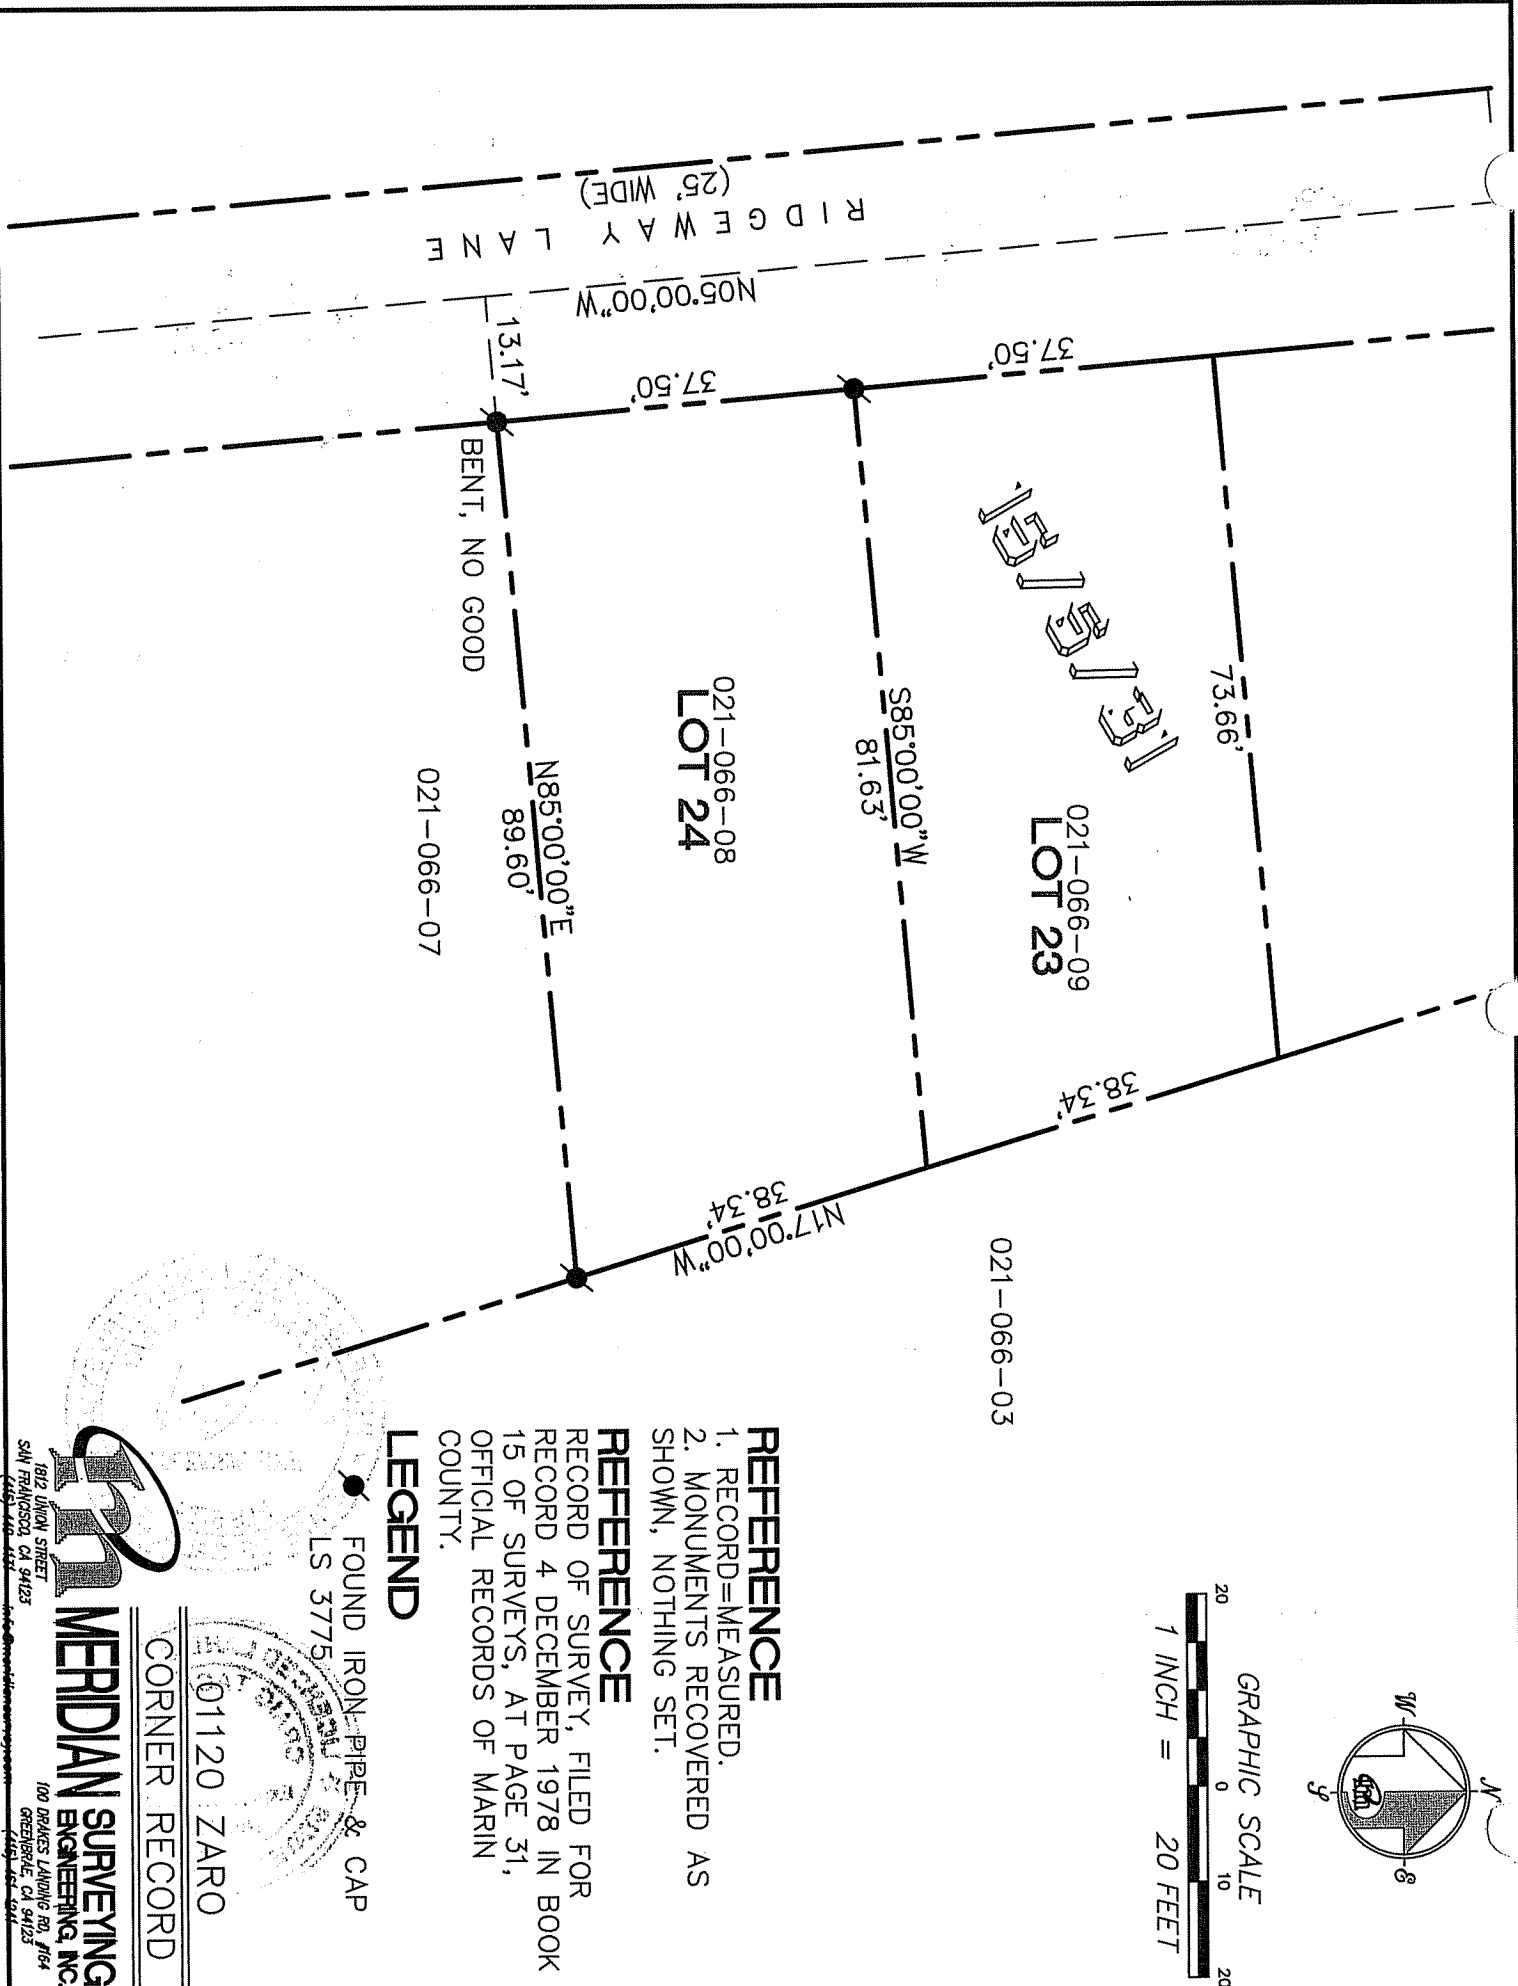 RIDGEWAY LANE
(25' WIDE)
N05°00'00"W
13.17'
37.50'
37.50'
BENT, NO GOOD
73.66'
S85°00'00"W
81.63'
N85°00'00"E
89.60'
38.34'
38.34'
N17°00'00"W
021-066-09
LOT 23
021-066-08
LOT 24
021-066-07
021-066-03
N
W
E
S
GRAPHIC SCALE
20 0 10 20
1 INCH = 20 FEET
REFERENCE
1. RECORD=MEASURED.
2. MONUMENTS RECOVERED AS
SHOWN, NOTHING SET.
REFERENCE
RECORD OF SURVEY, FILED FOR
RECORD 4 DECEMBER 1978 IN BOOK
15 OF SURVEYS, AT PAGE 31,
OFFICIAL RECORDS OF MARIN
COUNTY.
LEGEND
FOUND IRON PIPE & CAP
LS 3775
01120 ZARO
CORNER RECORD
m
MERIDIAN SURVEYING
ENGINEERING, INC.
1812 UNION STREET
SAN FRANCISCO, CA 94123
100 DRAKES LANDING RD, #164
GREENBRAE, CA 94123